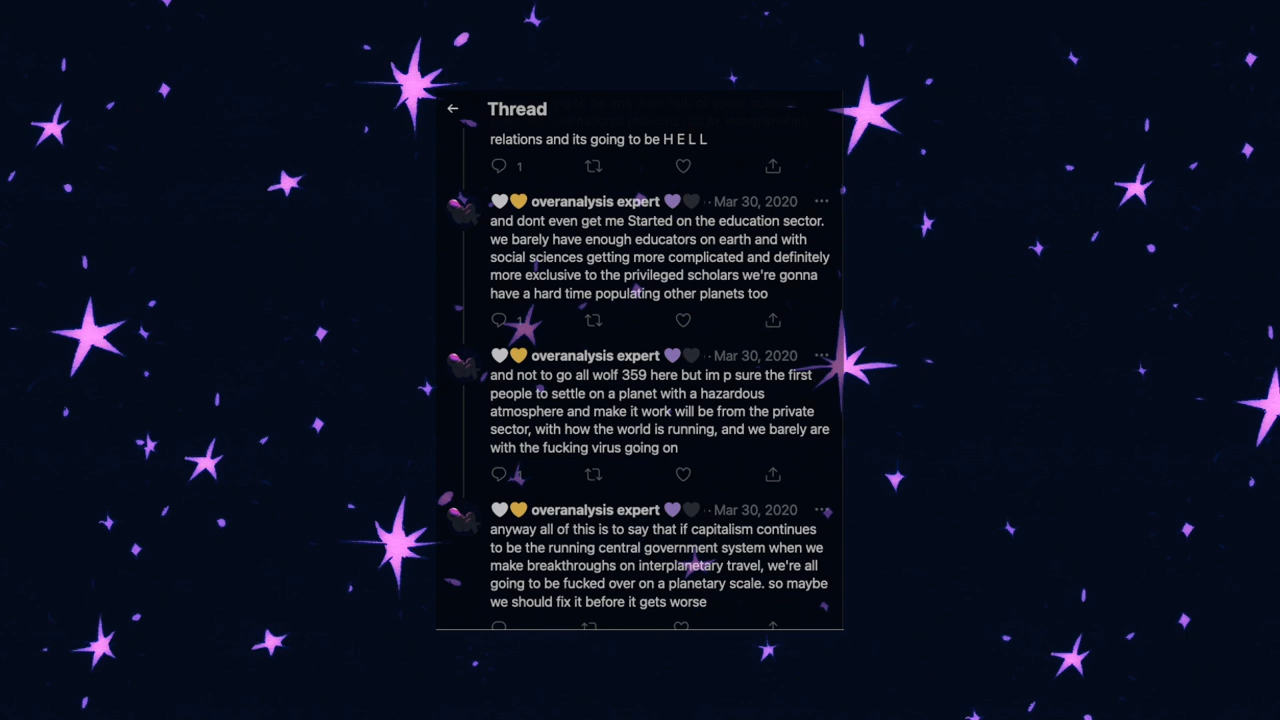 Thread
relations and its going to be H E L L
1
overanalysis expert · Mar 30, 2020
and dont even get me Started on the education sector.
we barely have enough educators on earth and with
social sciences getting more complicated and definitely
more exclusive to the privileged scholars we're gonna
have a hard time populating other planets too
1
overanalysis expert · Mar 30, 2020
and not to go all wolf 359 here but im p sure the first
people to settle on a planet with a hazardous
atmosphere and make it work will be from the private
sector, with how the world is running, and we barely are
with the fucking virus going on
1
overanalysis expert · Mar 30, 2020
anyway all of this is to say that if capitalism continues
to be the running central government system when we
make breakthroughs on interplanetary travel, we're all
going to be fucked over on a planetary scale. so maybe
we should fix it before it gets worse